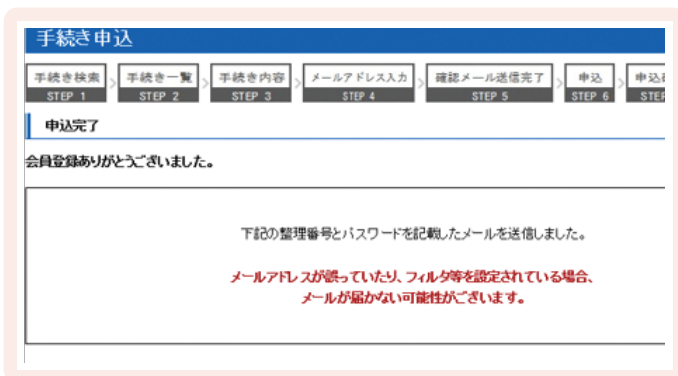 手続き申込
手続き検索 > 手続き一覧 > 手続き内容 > メールアドレス入力 > 確認メール送信完了 > 申込 > 申込
STEP 1 STEP 2 STEP 3 STEP 4 STEP 5 STEP 6 STEP
申込完了
会員登録ありがとうございました。
下記の整理番号とパスワードを記載したメールを送信しました。
メールアドレスが誤っていたり、フィルタ等を設定されている場合、
メールが届かない可能性がございます。